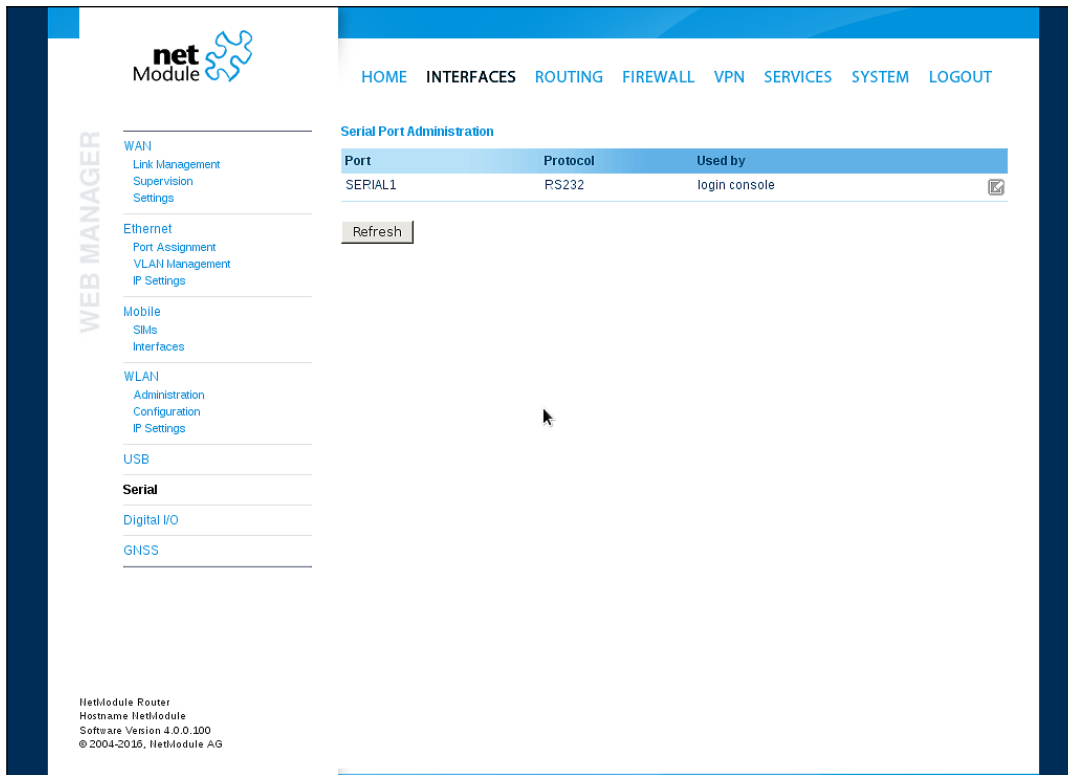 net
Module
HOME INTERFACES ROUTING FIREWALL VPN SERVICES SYSTEM LOGOUT
WEB MANAGER
WAN
Link Management
Supervision
Settings
Ethernet
Port Assignment
VLAN Management
IP Settings
Mobile
SIMs
Interfaces
WLAN
Administration
Configuration
IP Settings
USB
Serial
Digital I/O
GNSS
Serial Port Administration
Port Protocol Used by
SERIAL1 RS232 login console
Refresh
NetModule Router
Hostname NetModule
Software Version 4.0.0.100
© 2004-2016, NetModule AG